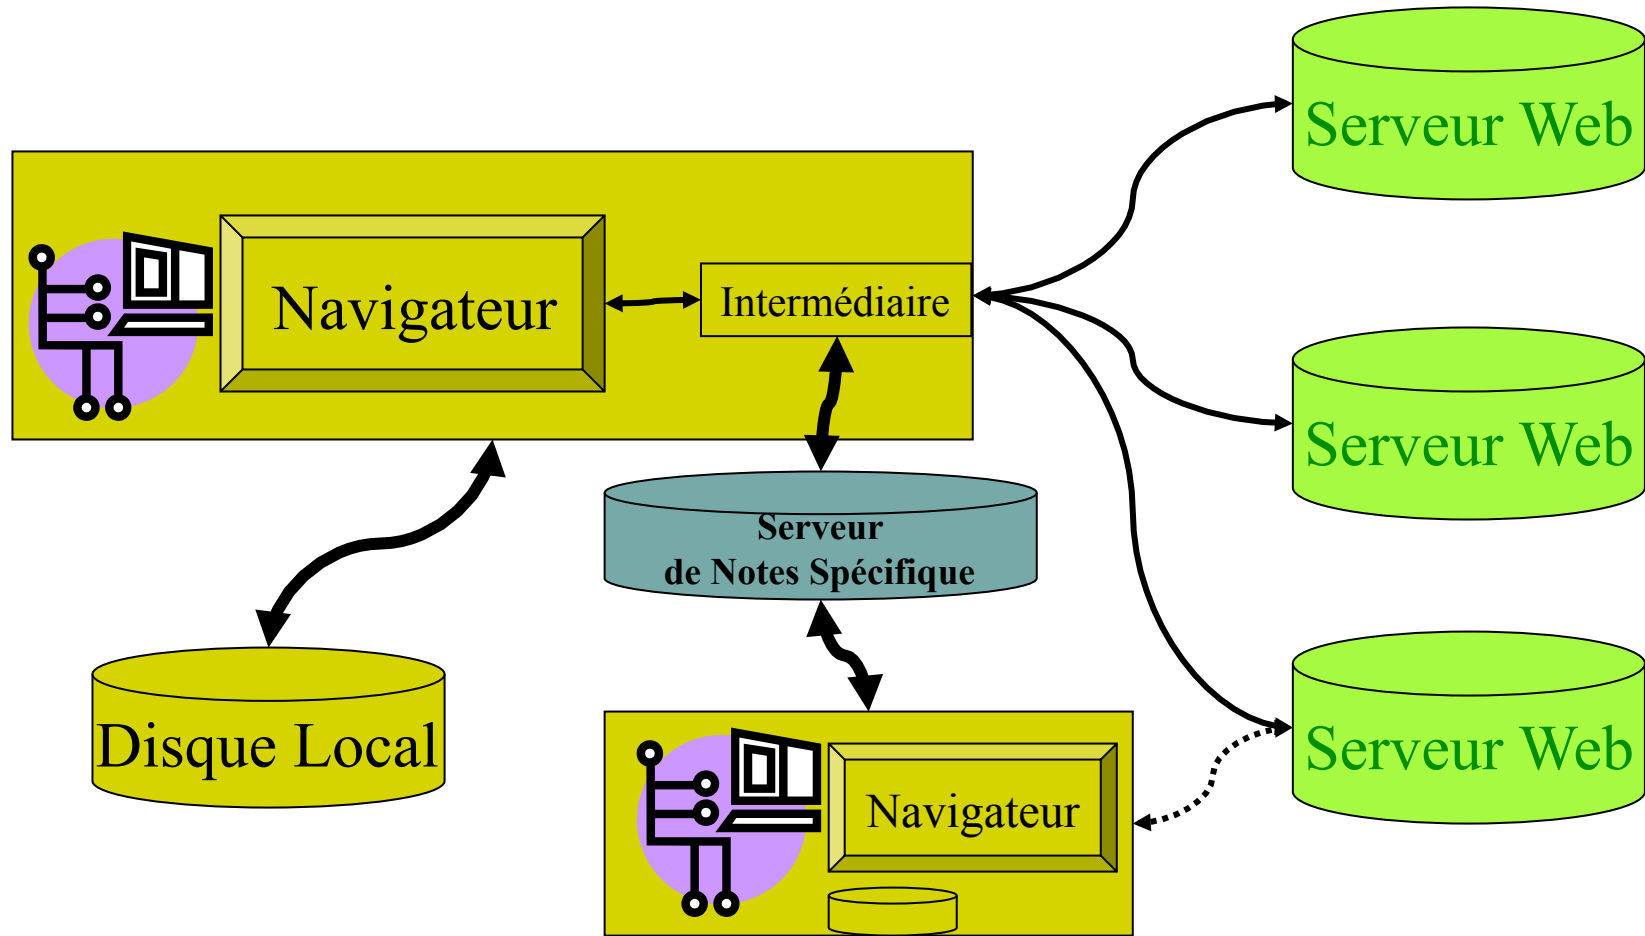 Serveur Web
Navigateur
Intermédiaire
Serveur Web
Serveur
de Notes Spécifique
Disque Local
Serveur Web
Navigateur